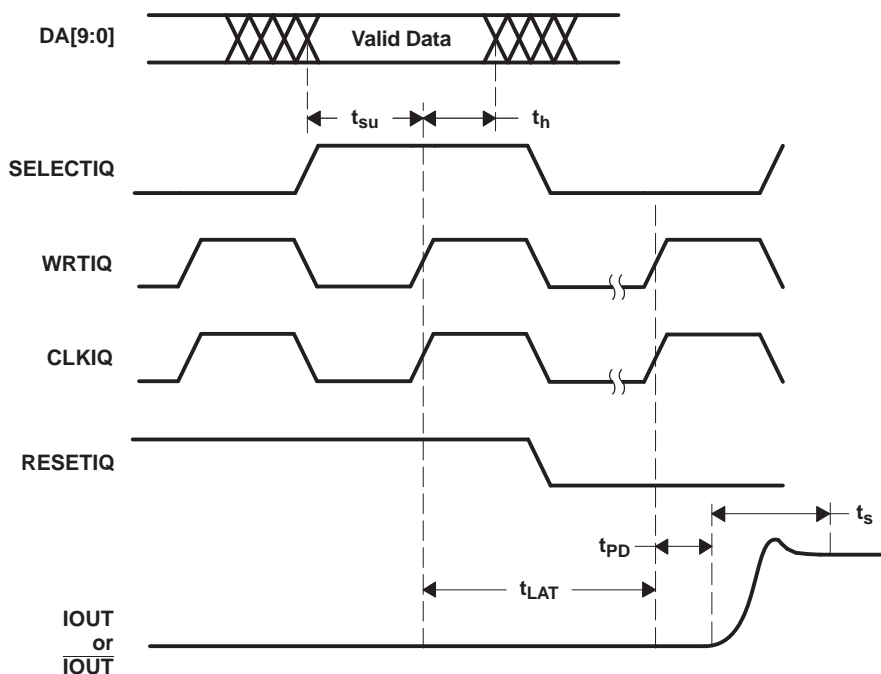 DA[9:0]
Valid Data
tsu
th
SELECTIQ
WRTIQ
CLKIQ
RESETIQ
ts
tPD
tLAT
IOUT
or
IOUT